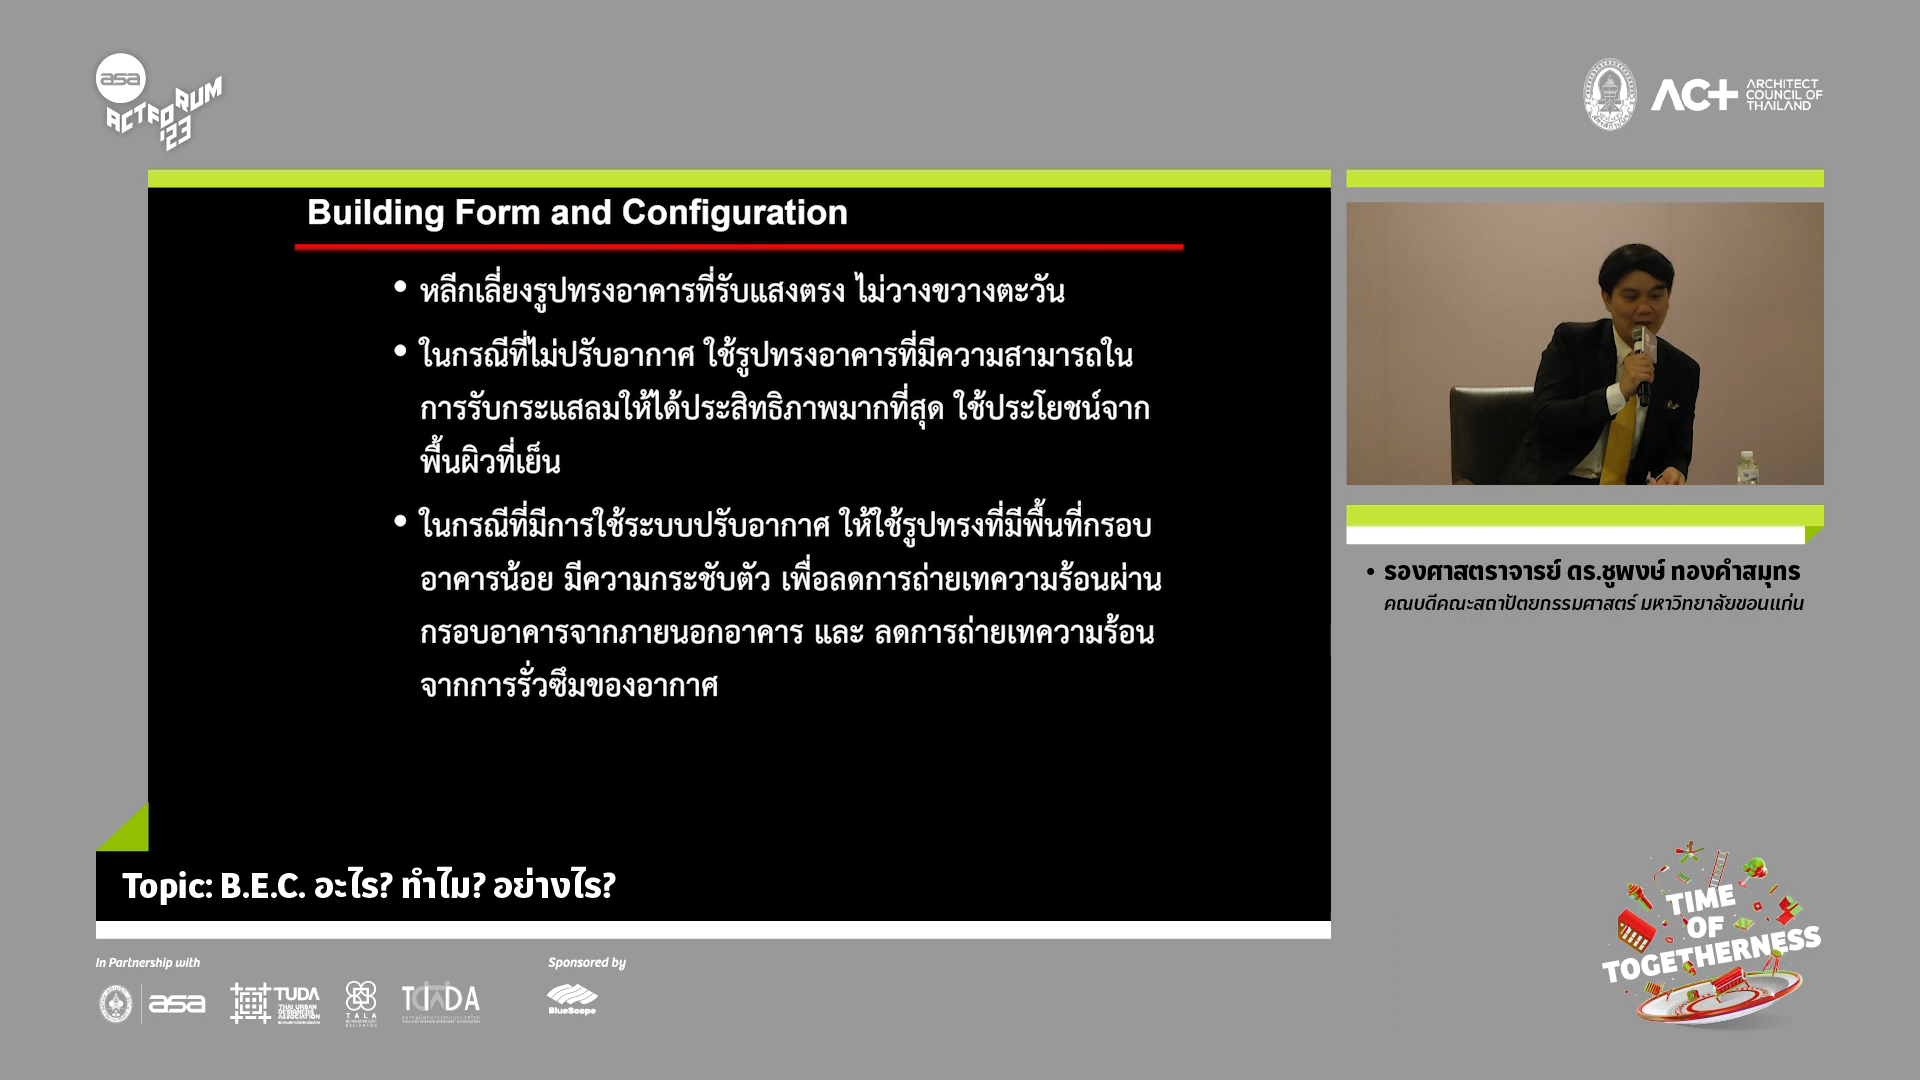 asa
ACTFORUM
'23
ACT
ARCHITECT
COUNCIL OF
THAILAND
Building Form and Configuration
• หลีกเลี่ยงรูปทรงอาคารที่รับแสงตรง ไม่วางขวางตะวัน
• ในกรณีที่ไม่ปรับอากาศ ใช้รูปทรงอาคารที่มีความสามารถใน
การรับกระแสลมให้ได้ประสิทธิภาพมากที่สุด ใช้ประโยชน์จาก
พื้นผิวที่เย็น
• ในกรณีที่มีการใช้ระบบปรับอากาศ ให้ใช้รูปทรงที่มีพื้นที่กรอบ
อาคารน้อย มีความกระชับตัว เพื่อลดการถ่ายเทความร้อนผ่าน
กรอบอาคารจากภายนอกอาคาร และ ลดการถ่ายเทความร้อน
จากการรั่วซึมของอากาศ
• รองศาสตราจารย์ ดร.ชูพงษ์ ทองคำสมุทร
คณบดีคณะสถาปัตยกรรมศาสตร์ มหาวิทยาลัยขอนแก่น
Topic: B.E.C. อะไร? ทำไม? อย่างไร?
TIME
OF
TOGETHERNESS
In Partnership with
asa
TUDA
THAI URBAN
DESIGNERS
ASSOCIATION
TALA
TIDA
Sponsored by
BlueScope